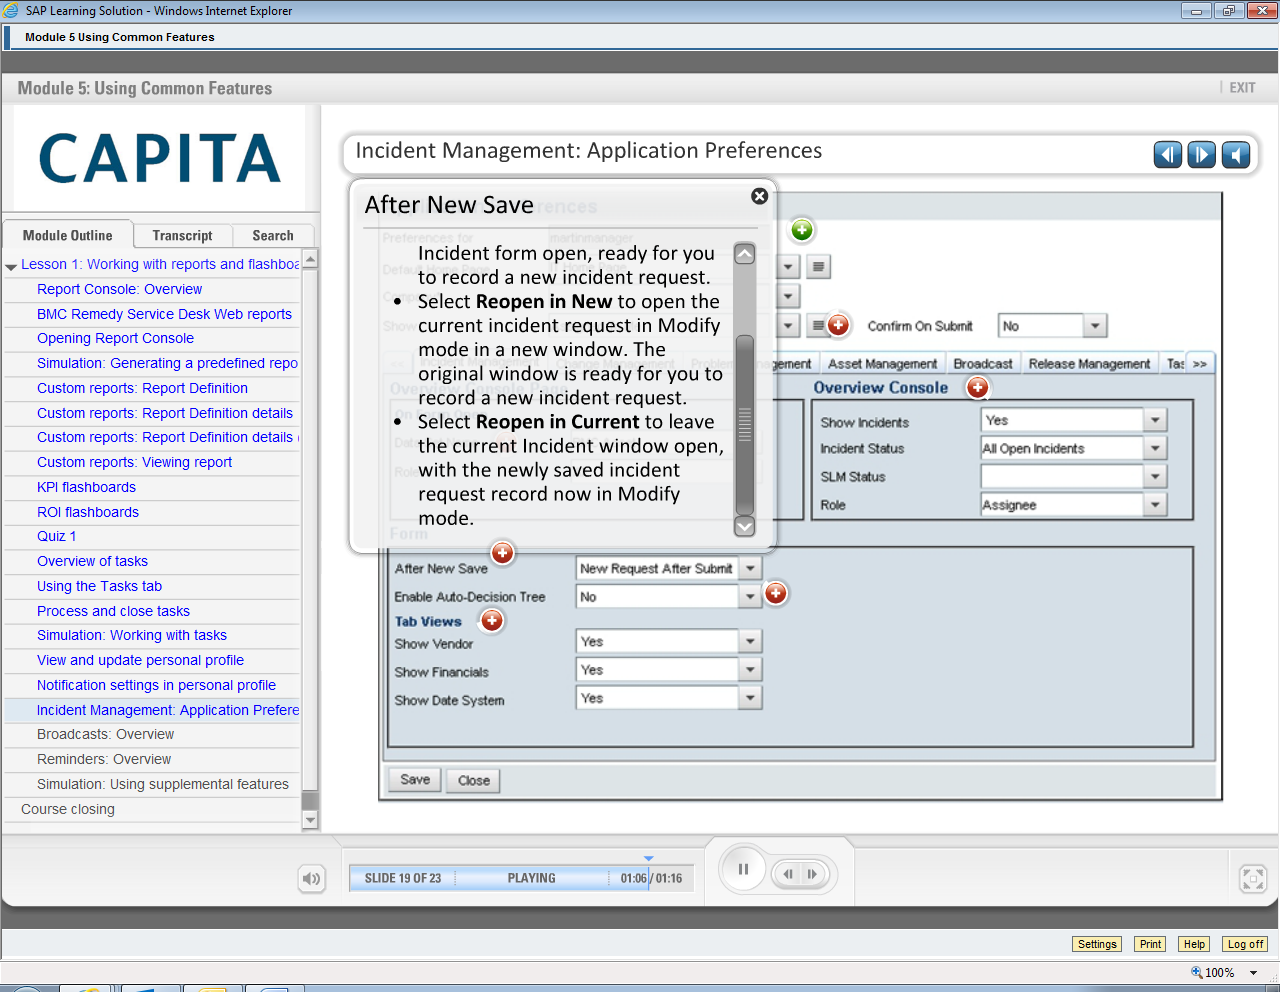 SAP Learning Solution - Windows Internet Explorer
Module 5 Using Common Features
Module 5: Using Common Features
EXIT
CAPITA
Module Outline
Transcript
Search
Lesson 1: Working with reports and flashboa
Report Console: Overview
BMC Remedy Service Desk Web reports
Opening Report Console
Simulation: Generating a predefined repo
Custom reports: Report Definition
Custom reports: Report Definition details
Custom reports: Report Definition details (
Custom reports: Viewing report
KPI flashboards
ROI flashboards
Quiz 1
Overview of tasks
Using the Tasks tab
Process and close tasks
Simulation: Working with tasks
View and update personal profile
Notification settings in personal profile
Incident Management: Application Prefere
Broadcasts: Overview
Reminders: Overview
Simulation: Using supplemental features
Course closing
Incident Management: Application Preferences
After New Save
Incident form open, ready for you
to record a new incident request.
• Select Reopen in New to open the
current incident request in Modify
mode in a new window. The
original window is ready for you to
record a new incident request.
• Select Reopen in Current to leave
the current Incident window open,
with the newly saved incident
request record now in Modify
mode.
Preferences for
martinmanager
Confirm On Submit No
Asset Management Broadcast Release Management Tas >>
Overview Console Page
Overview Console
Show Incidents Yes
Incident Status All Open Incidents
SLM Status
Role Assignee
Form
After New Save New Request After Submit
Enable Auto-Decision Tree No
Tab Views
Show Vendor Yes
Show Financials Yes
Show Date System Yes
Save Close
SLIDE 19 OF 23 PLAYING 01:06 / 01:16
Settings Print Help Log off
100%